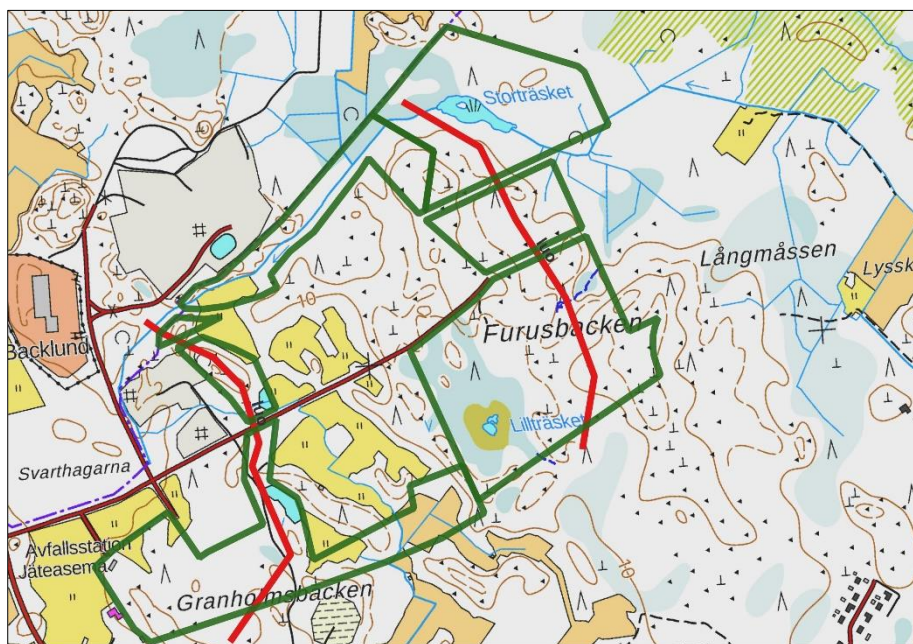 Storträsket
Långmåssen
Lyssk
10
Furusbacken
Backlund
Lillträsket
Svarthagarna
Avfallsstation
Jäteasema
10
Granholmsbacken